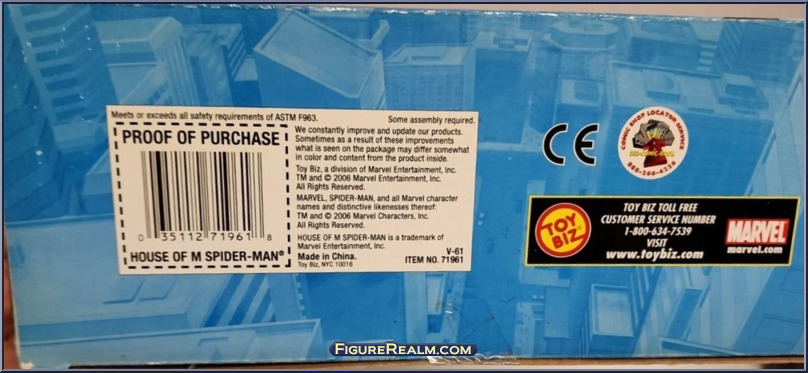 Meets or exceeds all safety requirements of ASTM F963.
Some assembly required.
PROOF OF PURCHASE
0 35112 71961 8
HOUSE OF M SPIDER-MAN®
We constantly improve and update our products.
Sometimes as a result of these improvements
what is seen on the package may differ somewhat
in color and content from the product inside.
Toy Biz, a division of Marvel Entertainment, Inc.
TM and © 2006 Marvel Entertainment, Inc.
All Rights Reserved.
MARVEL, SPIDER-MAN, and all Marvel character
names and distinctive likenesses thereof:
TM and © 2006 Marvel Characters, Inc.
All Rights Reserved.
HOUSE OF M SPIDER-MAN is a trademark of
Marvel Entertainment, Inc.
V-61
Made in China.
ITEM NO. 71961
Toy Biz, NYC 10016
CE
COMIC SHOP LOCATOR SERVICE
888-COMIC-BOOK
888-266-4226
TOY BIZ
TOY BIZ TOLL FREE
CUSTOMER SERVICE NUMBER
1-800-634-7539
VISIT
www.toybiz.com
MARVEL
marvel.com
FIGUREREALM.COM